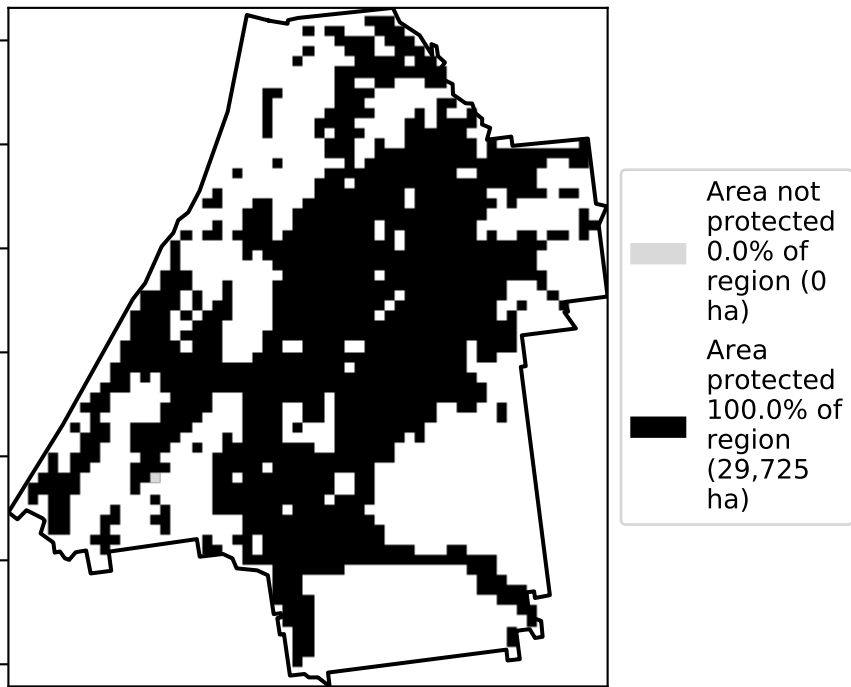 Area not
protected
0.0% of
region (0
ha)
Area
protected
100.0% of
region
(29,725
ha)